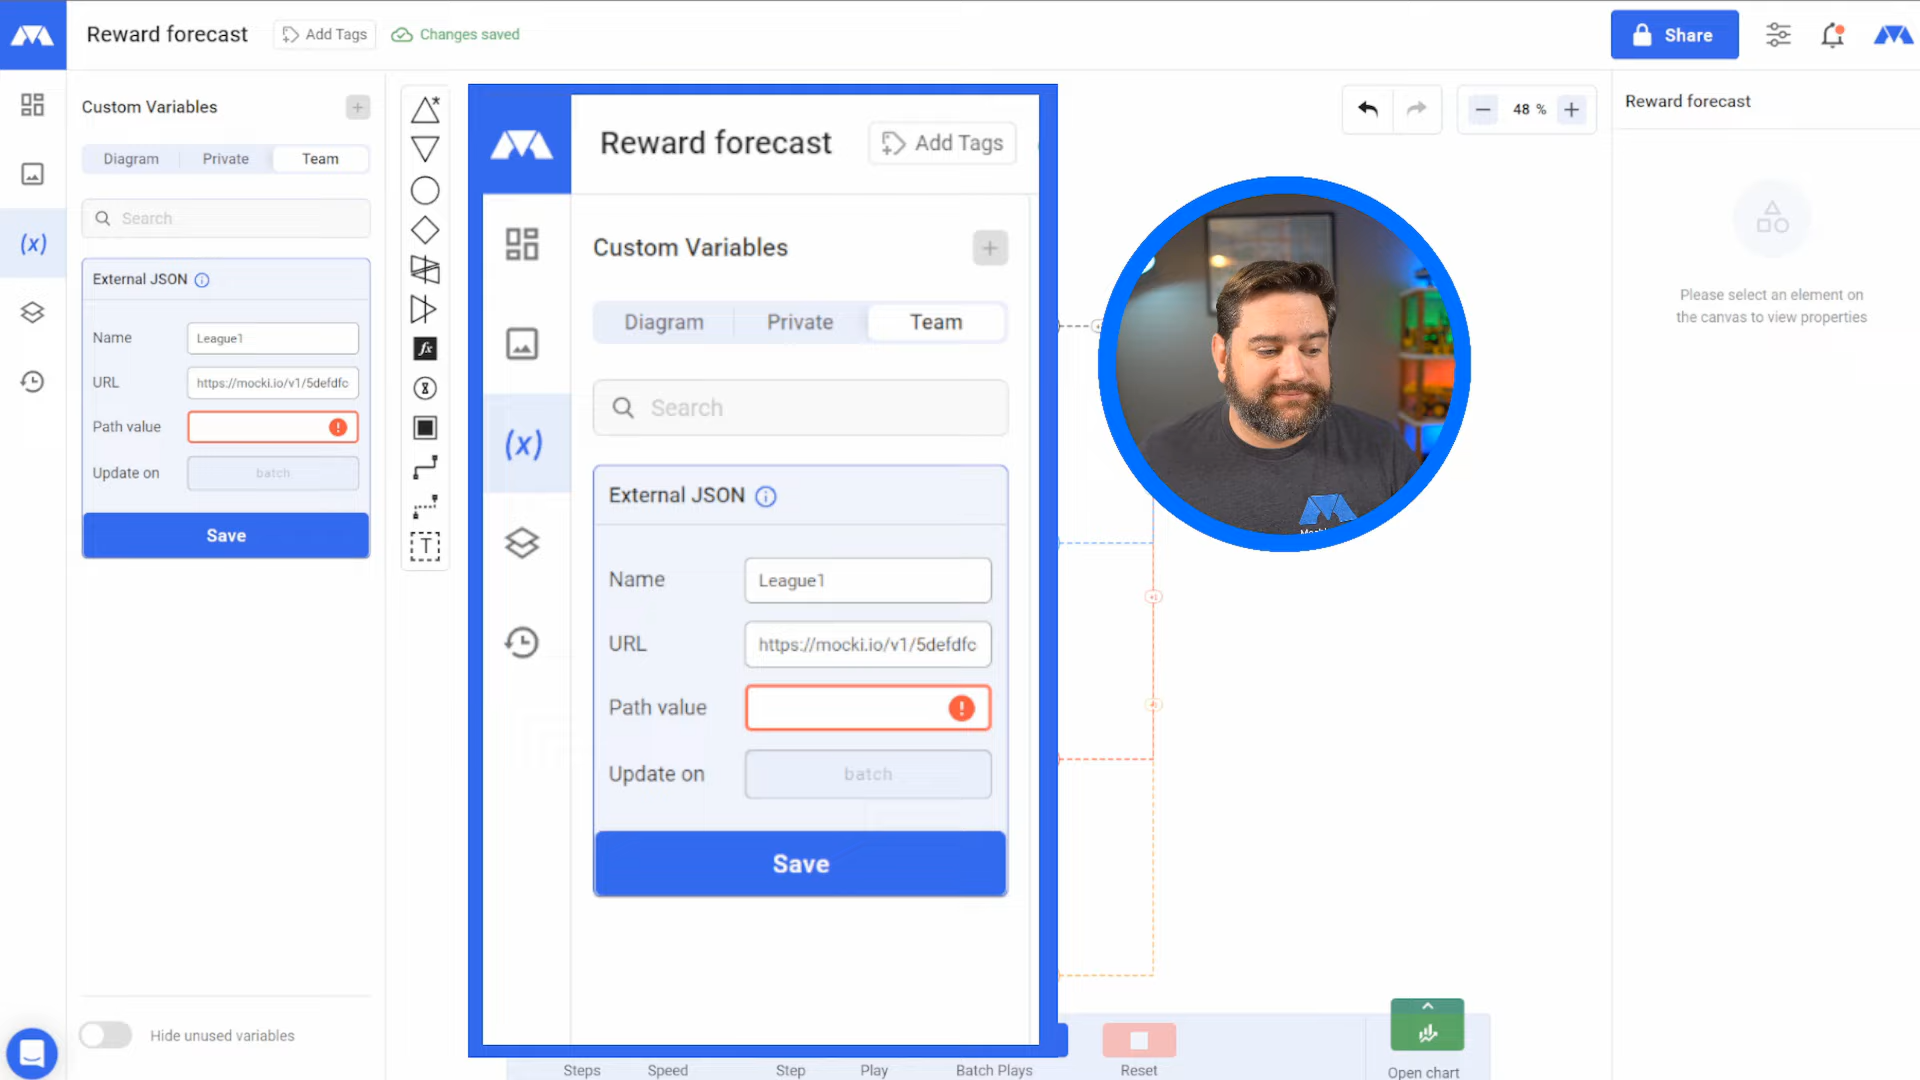 Reward forecast
Add Tags
Changes saved
Share
Custom Variables
+
Diagram
Private
Team
Search
(x)
External JSON
Name
League1
URL
https://mocki.io/v1/5defdfc
Path value
!
Update on
batch
Save
Hide unused variables
fx
T
Reward forecast
Add Tags
Custom Variables
+
Diagram
Private
Team
Search
(x)
External JSON
Name
League1
URL
https://mocki.io/v1/5defdfc
Path value
!
Update on
batch
Save
48 %
Reward forecast
Please select an element on
the canvas to view properties
Steps
Speed
Step
Play
Batch Plays
Reset
Open chart